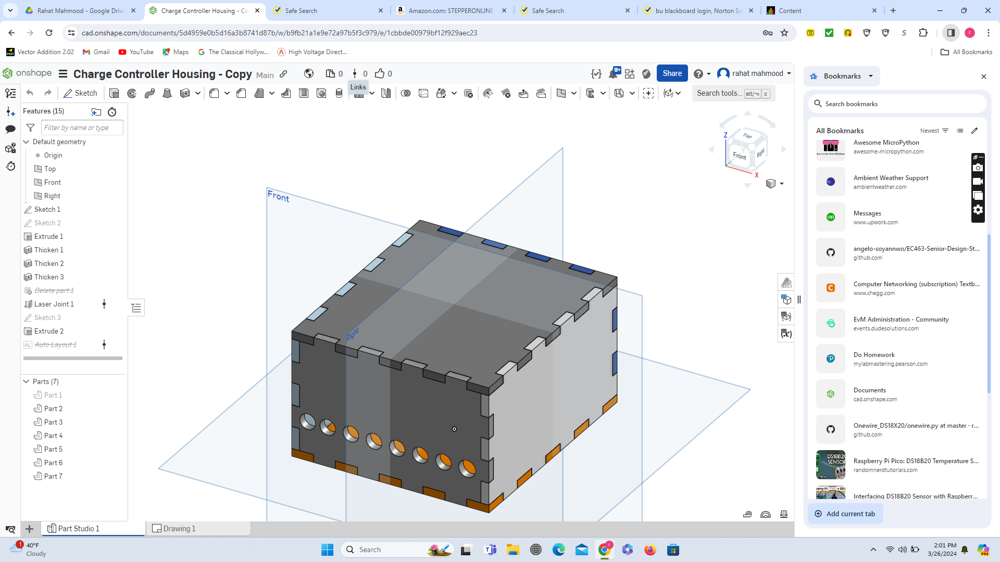 Rahat Mahmood - Google Drive
Charge Controller Housing - Co
Safe Search
Amazon.com: STEPPERONLINE
Safe Search
bu blackboard login, Norton Sa
Content
cad.onshape.com/documents/5d4959e0b5d16a3b8741d87b/w/b9fb21a1e9e72a97b5f3c979/e/1cbbde00979bf12f929aec23
Vector Addition 2.02
Gmail
YouTube
Maps
The Classical Hollyw...
High Voltage Direct...
All Bookmarks
onshape
Charge Controller Housing - Copy
Main
0
0
0
9+
Share
rahat mahmood
Links
Sketch
Search tools... alt/⌥ c
Features (15)
Filter by name or type
Default geometry
Origin
Top
Front
Right
Sketch 1
Sketch 2
Extrude 1
Thicken 1
Thicken 2
Thicken 3
Delete part 1
Laser Joint 1
Sketch 3
Extrude 2
AL Auto Layout 1
Parts (7)
Part 1
Part 2
Part 3
Part 4
Part 5
Part 6
Part 7
Front
Right
Z
Top
Y
Front
Right
X
Part Studio 1
Drawing 1
Bookmarks
Search bookmarks
All Bookmarks
Newest
Awesome MicroPython
awesome-micropython.com
Ambient Weather Support
ambientweather.com
Messages
www.upwork.com
angelo-soyannwo/EC463-Senior-Design-St...
github.com
Computer Networking (subscription) Textb...
www.chegg.com
EvM Administration - Community
events.dudesolutions.com
Do Homework
mylabmastering.pearson.com
Documents
cad.onshape.com
Onewire_DS18X20/onewire.py at master · r...
github.com
Raspberry Pi Pico: DS18B20 Temperature S...
randomnerdtutorials.com
Interfacing DS18B20 Sensor with Raspberr...
Add current tab
1
40°F
Cloudy
Search
2:01 PM
3/26/2024